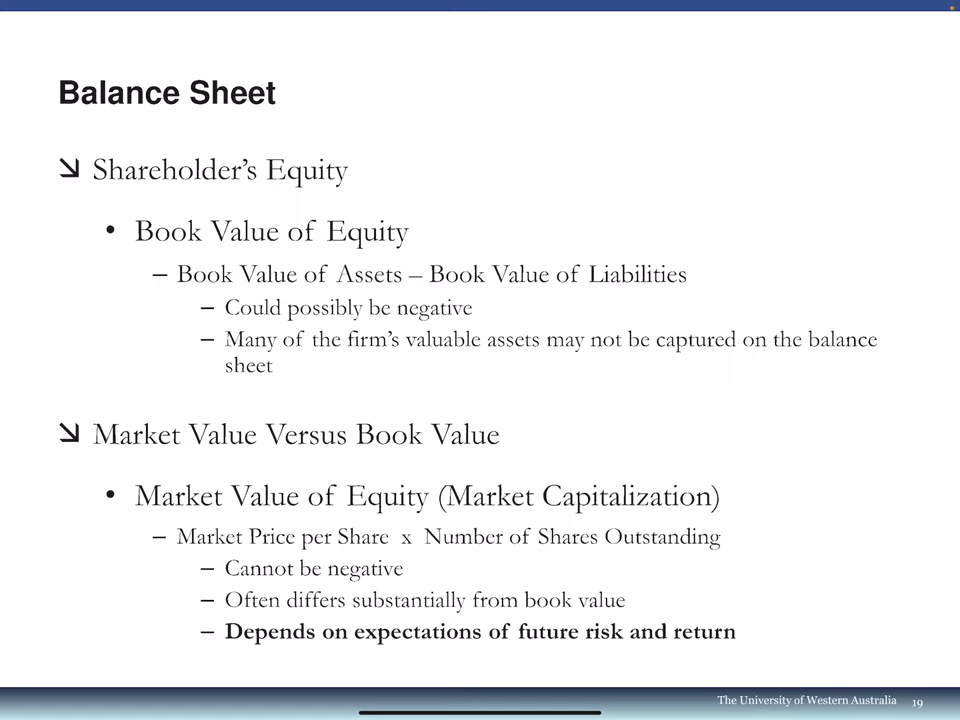 Balance Sheet
Shareholder’s Equity
• Book Value of Equity
– Book Value of Assets – Book Value of Liabilities
– Could possibly be negative
– Many of the firm’s valuable assets may not be captured on the balance
sheet
Market Value Versus Book Value
• Market Value of Equity (Market Capitalization)
– Market Price per Share x Number of Shares Outstanding
– Cannot be negative
– Often differs substantially from book value
– Depends on expectations of future risk and return
The University of Western Australia 19